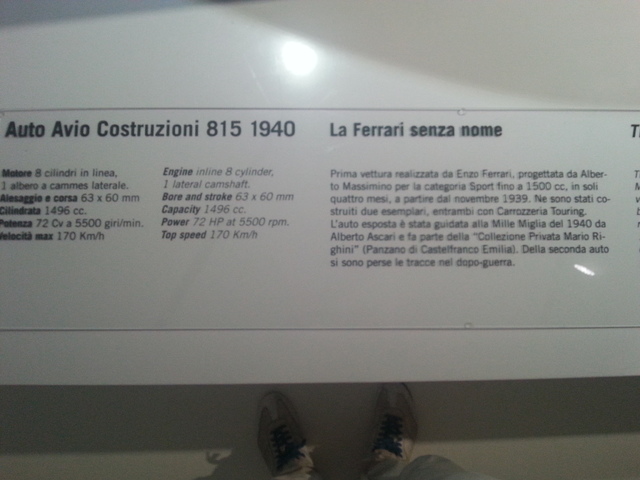 Auto Avio Costruzioni 815 1940
Motore 8 cilindri in linea,
1 albero a cammes laterale.
Alesaggio e corsa 63 x 60 mm
Cilindrata 1496 cc.
Potenza 72 Cv a 5500 giri/min.
Velocità max 170 Km/h
Engine inline 8 cylinder,
1 lateral camshaft.
Bore and stroke 63 x 60 mm
Capacity 1496 cc.
Power 72 HP at 5500 rpm.
Top speed 170 Km/h
La Ferrari senza nome
Prima vettura realizzata da Enzo Ferrari, progettata da Alber-
to Massimino per la categoria Sport fino a 1500 cc, in soli
quattro mesi, a partire dal novembre 1939. Ne sono stati co-
struiti due esemplari, entrambi con Carrozzeria Touring.
L'auto esposta è stata guidata alla Mille Miglia del 1940 da
Alberto Ascari e fa parte della "Collezione Privata Mario Ri-
ghini" (Panzano di Castelfranco Emilia). Della seconda auto
si sono perse le tracce nel dopo-guerra.